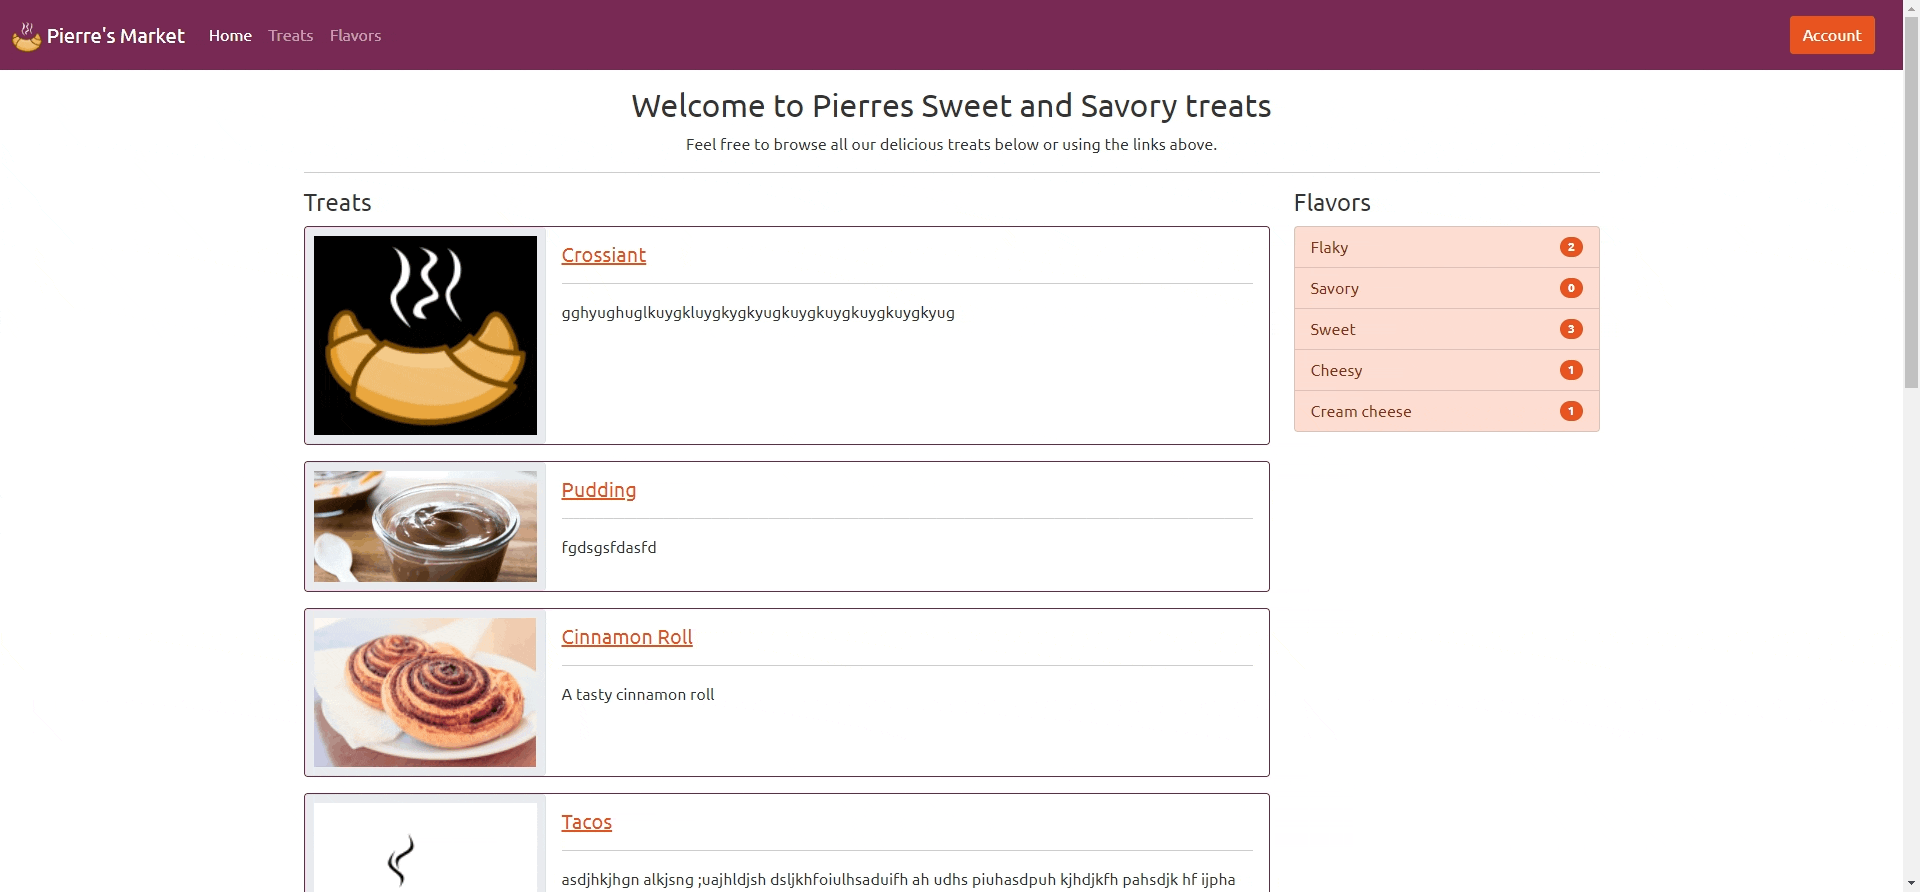 Pierre's Market Home Treats Flavors Account
Welcome to Pierres Sweet and Savory treats
Feel free to browse all our delicious treats below or using the links above.
Treats
Crossiant
gghyughuglkuygkluygkygkyugkuygkuygkuygkuygkyug
Pudding
fgdsgsfdasfd
Cinnamon Roll
A tasty cinnamon roll
Tacos
asdjhkjhgn alkjsng ;uajhldjsh dsljkhfoiulhsaduifh ah udhs piuhasdpuh kjhdjkfh pahsdjk hf ijpha
Flavors
Flaky 2
Savory 0
Sweet 3
Cheesy 1
Cream cheese 1